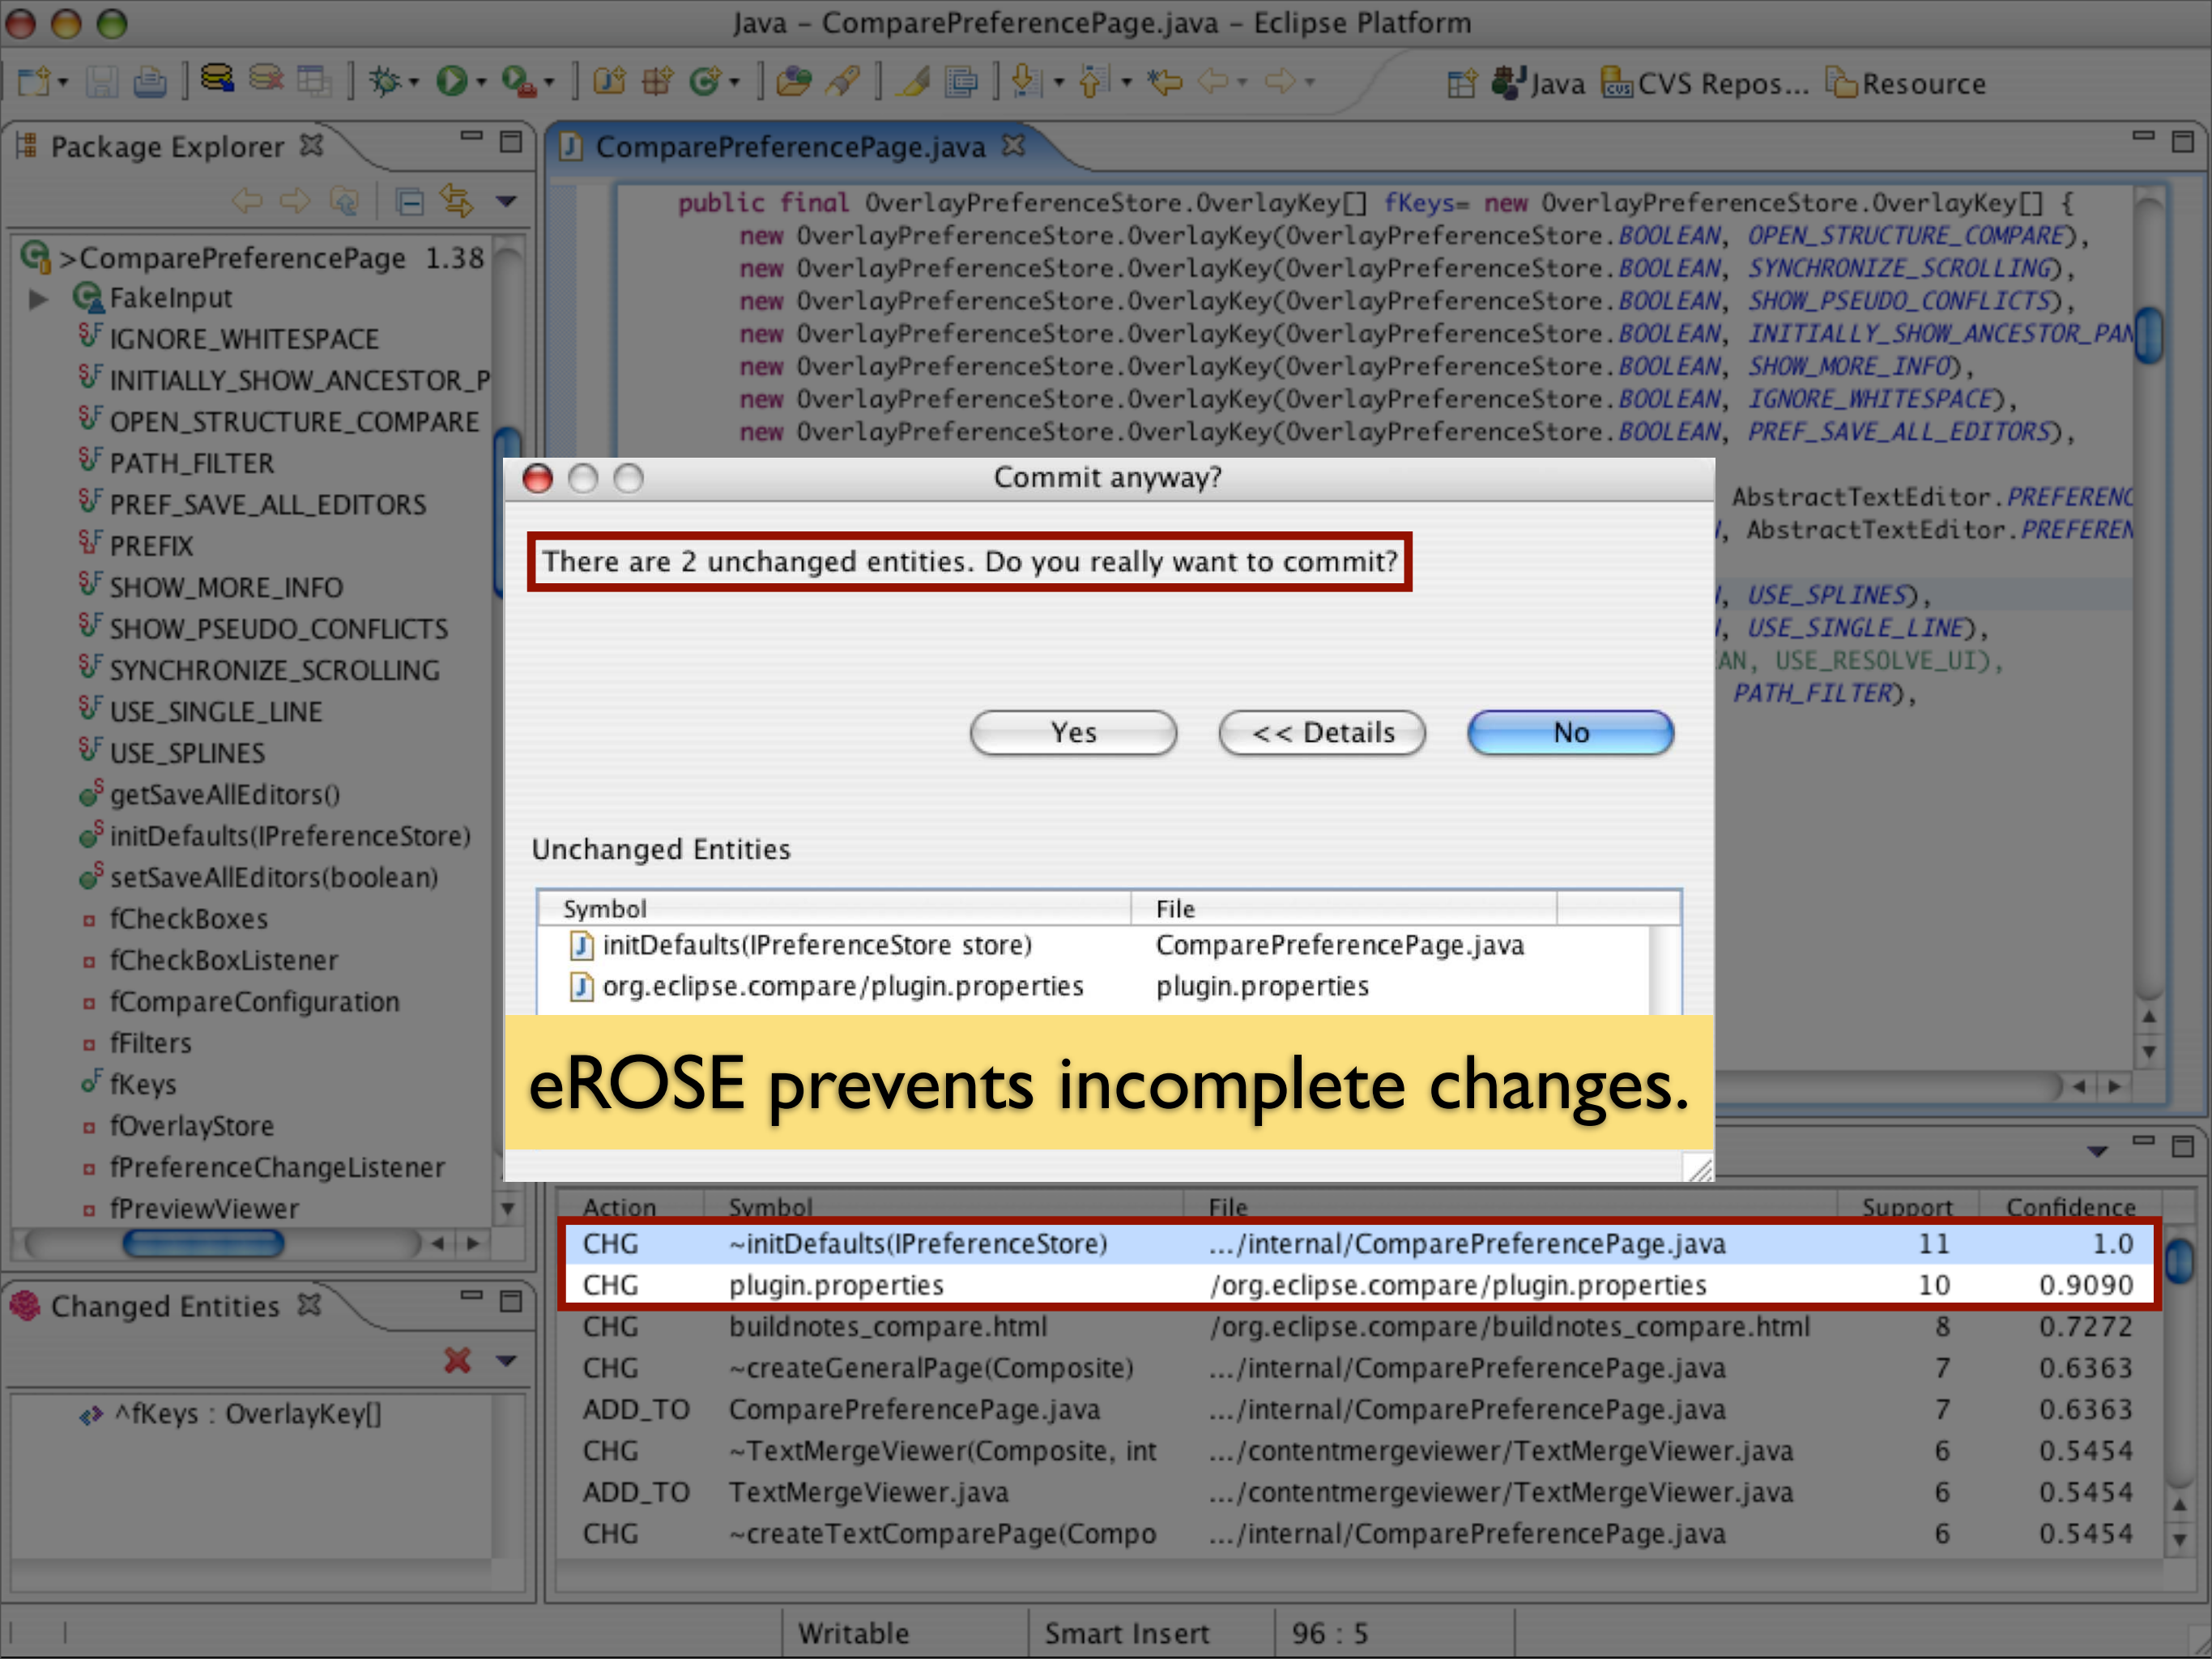 Java – ComparePreferencePage.java – Eclipse Platform
Java CVS Repos... Resource
Package Explorer
>ComparePreferencePage 1.38
FakeInput
IGNORE_WHITESPACE
INITIALLY_SHOW_ANCESTOR_P
OPEN_STRUCTURE_COMPARE
PATH_FILTER
PREF_SAVE_ALL_EDITORS
PREFIX
SHOW_MORE_INFO
SHOW_PSEUDO_CONFLICTS
SYNCHRONIZE_SCROLLING
USE_SINGLE_LINE
USE_SPLINES
getSaveAllEditors()
initDefaults(IPreferenceStore)
setSaveAllEditors(boolean)
fCheckBoxes
fCheckBoxListener
fCompareConfiguration
fFilters
fKeys
fOverlayStore
fPreferenceChangeListener
fPreviewViewer
Changed Entities
^fKeys : OverlayKey[]
ComparePreferencePage.java
public final OverlayPreferenceStore.OverlayKey[] fKeys= new OverlayPreferenceStore.OverlayKey[] {
new OverlayPreferenceStore.OverlayKey(OverlayPreferenceStore.BOOLEAN, OPEN_STRUCTURE_COMPARE),
new OverlayPreferenceStore.OverlayKey(OverlayPreferenceStore.BOOLEAN, SYNCHRONIZE_SCROLLING),
new OverlayPreferenceStore.OverlayKey(OverlayPreferenceStore.BOOLEAN, SHOW_PSEUDO_CONFLICTS),
new OverlayPreferenceStore.OverlayKey(OverlayPreferenceStore.BOOLEAN, INITIALLY_SHOW_ANCESTOR_PAN
new OverlayPreferenceStore.OverlayKey(OverlayPreferenceStore.BOOLEAN, SHOW_MORE_INFO),
new OverlayPreferenceStore.OverlayKey(OverlayPreferenceStore.BOOLEAN, IGNORE_WHITESPACE),
new OverlayPreferenceStore.OverlayKey(OverlayPreferenceStore.BOOLEAN, PREF_SAVE_ALL_EDITORS),
AbstractTextEditor.PREFERENC
, AbstractTextEditor.PREFEREN
, USE_SPLINES),
, USE_SINGLE_LINE),
AN, USE_RESOLVE_UI),
PATH_FILTER),
Commit anyway?
There are 2 unchanged entities. Do you really want to commit?
Yes << Details No
Unchanged Entities
Symbol File
initDefaults(IPreferenceStore store) ComparePreferencePage.java
org.eclipse.compare/plugin.properties plugin.properties
eROSE prevents incomplete changes.
Action Symbol File Support Confidence
CHG ~initDefaults(IPreferenceStore) .../internal/ComparePreferencePage.java 11 1.0
CHG plugin.properties /org.eclipse.compare/plugin.properties 10 0.9090
CHG buildnotes_compare.html /org.eclipse.compare/buildnotes_compare.html 8 0.7272
CHG ~createGeneralPage(Composite) .../internal/ComparePreferencePage.java 7 0.6363
ADD_TO ComparePreferencePage.java .../internal/ComparePreferencePage.java 7 0.6363
CHG ~TextMergeViewer(Composite, int .../contentmergeviewer/TextMergeViewer.java 6 0.5454
ADD_TO TextMergeViewer.java .../contentmergeviewer/TextMergeViewer.java 6 0.5454
CHG ~createTextComparePage(Compo .../internal/ComparePreferencePage.java 6 0.5454
Writable Smart Insert 96 : 5